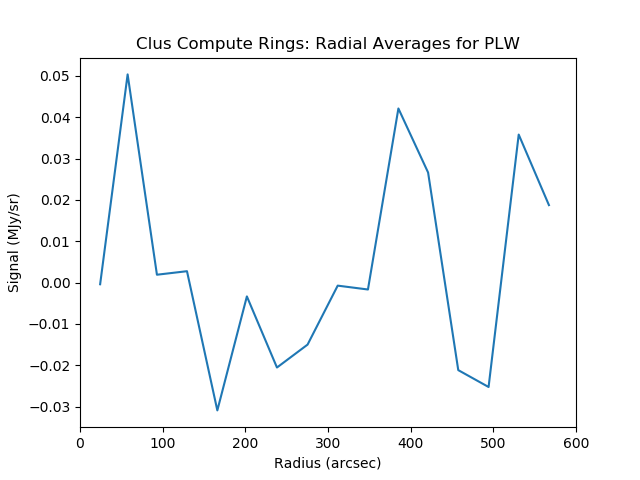 Clus Compute Rings: Radial Averages for PLW
0.05
0.04
0.03
0.02
0.01
0.00
−0.01
−0.02
−0.03
Signal (MJy/sr)
0 100 200 300 400 500 600
Radius (arcsec)